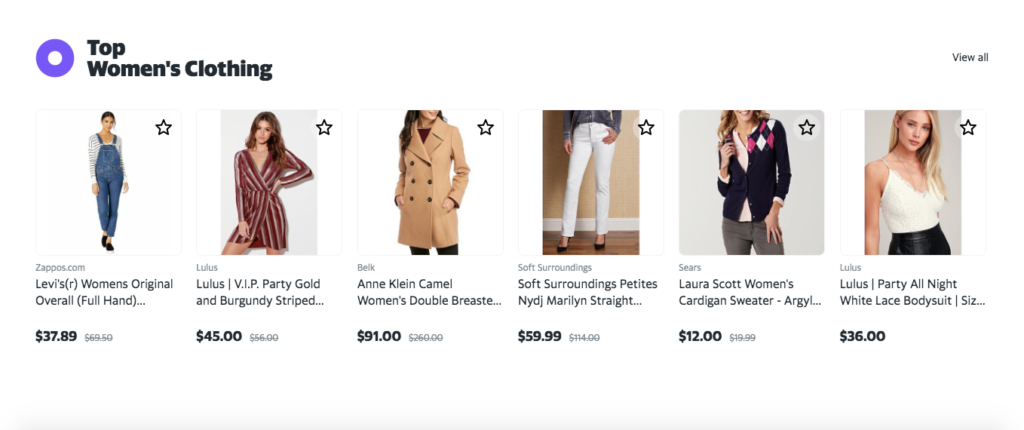 Top
Women's Clothing
View all
Zappos.com
Levi's(r) Womens Original
Overall (Full Hand)...
$37.89 $69.50
Lulus
Lulus | V.I.P. Party Gold
and Burgundy Striped...
$45.00 $56.00
Belk
Anne Klein Camel
Women's Double Breaste...
$91.00 $260.00
Soft Surroundings
Soft Surroundings Petites
Nydj Marilyn Straight...
$59.99 $114.00
Sears
Laura Scott Women's
Cardigan Sweater - Argyl...
$12.00 $19.99
Lulus
Lulus | Party All Night
White Lace Bodysuit | Siz...
$36.00